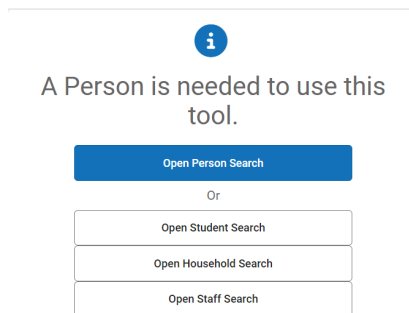 A Person is needed to use this
tool.
Open Person Search
Or
Open Student Search
Open Household Search
Open Staff Search